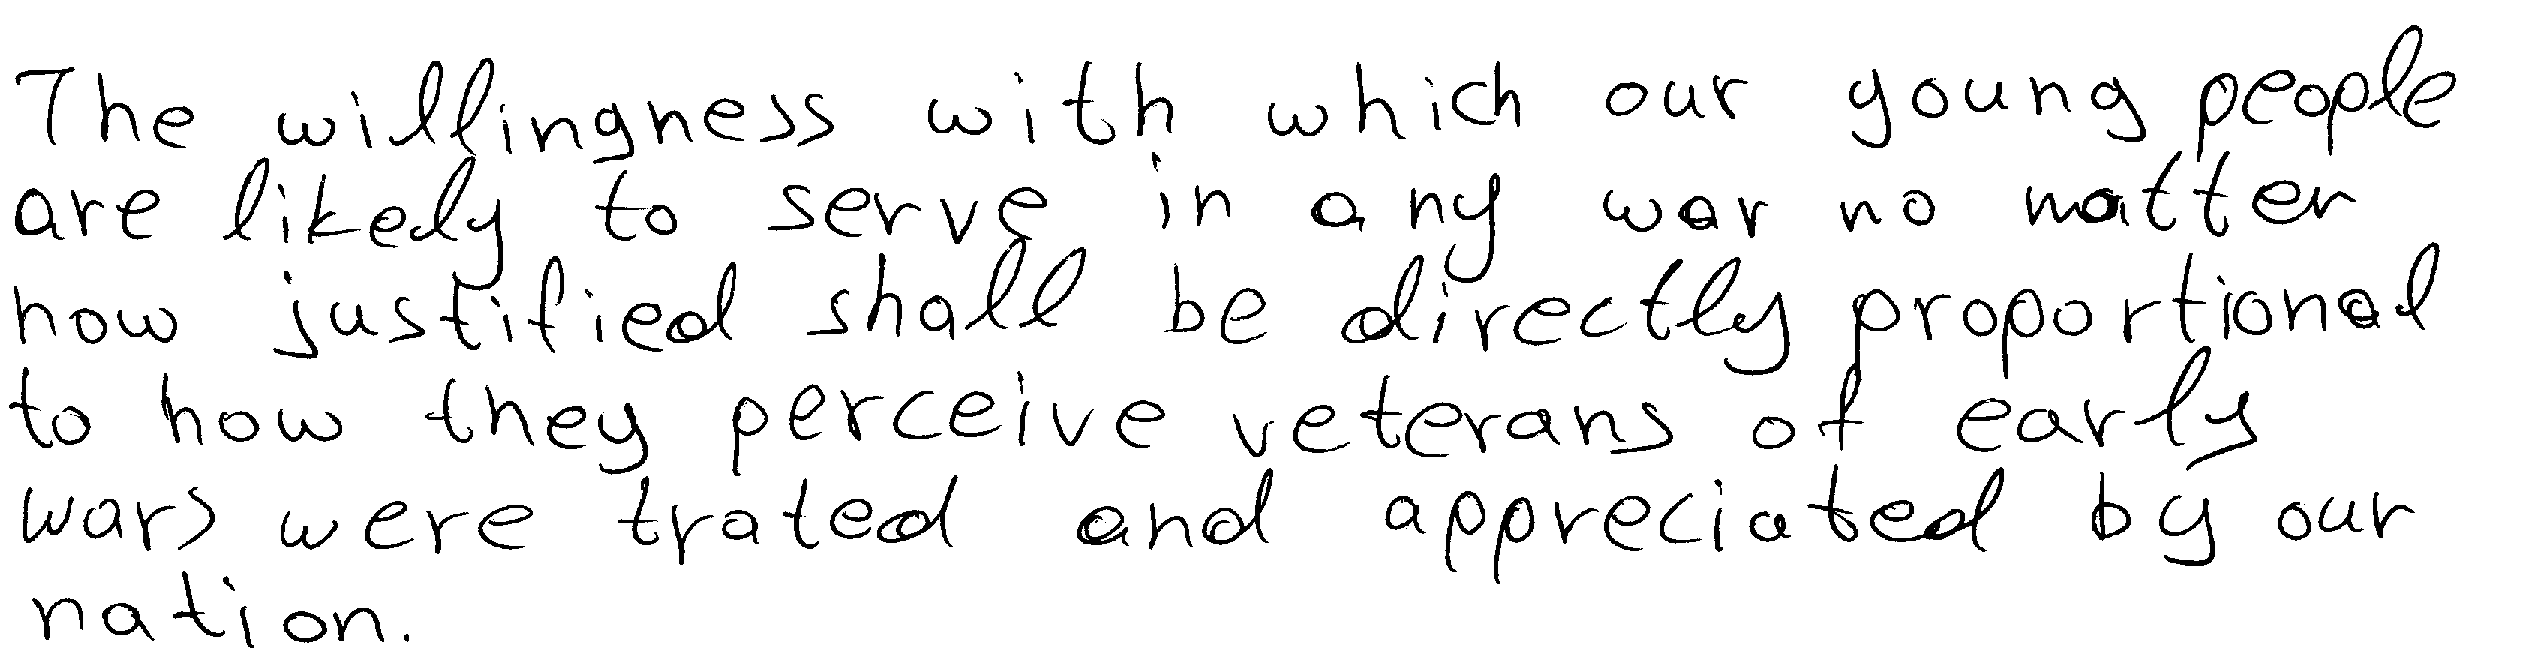 The willingness with which our young people
are likely to serve in any war no matter
how justified shall be directly proportional
to how they perceive veterans of early
wars were trated and appreciated by our
nation.